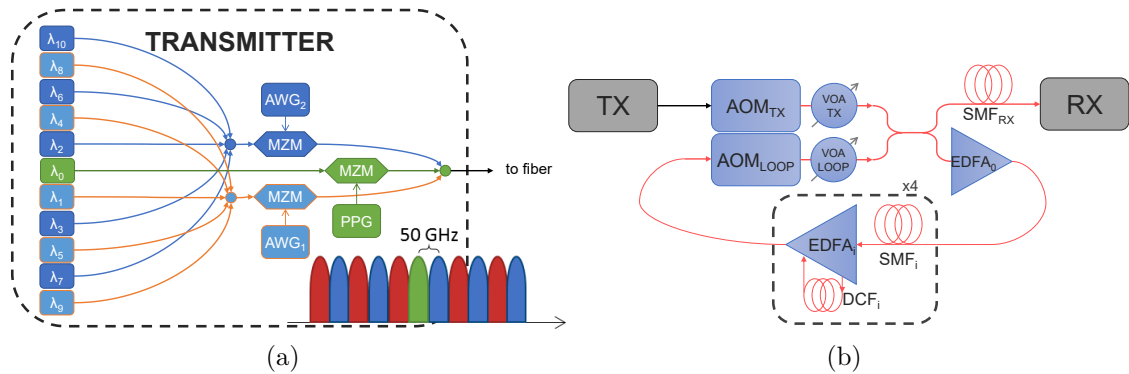 TRANSMITTER
λ10
λ8
λ6
λ4
λ2
λ0
λ1
λ3
λ5
λ7
λ9
AWG2
MZM
MZM
MZM
PPG
AWG1
to fiber
50 GHz
(a)
TX
AOMTX
VOA
TX
AOMLOOP
VOA
LOOP
SMFRX
RX
EDFA0
x4
EDFAi
SMFi
DCFi
(b)